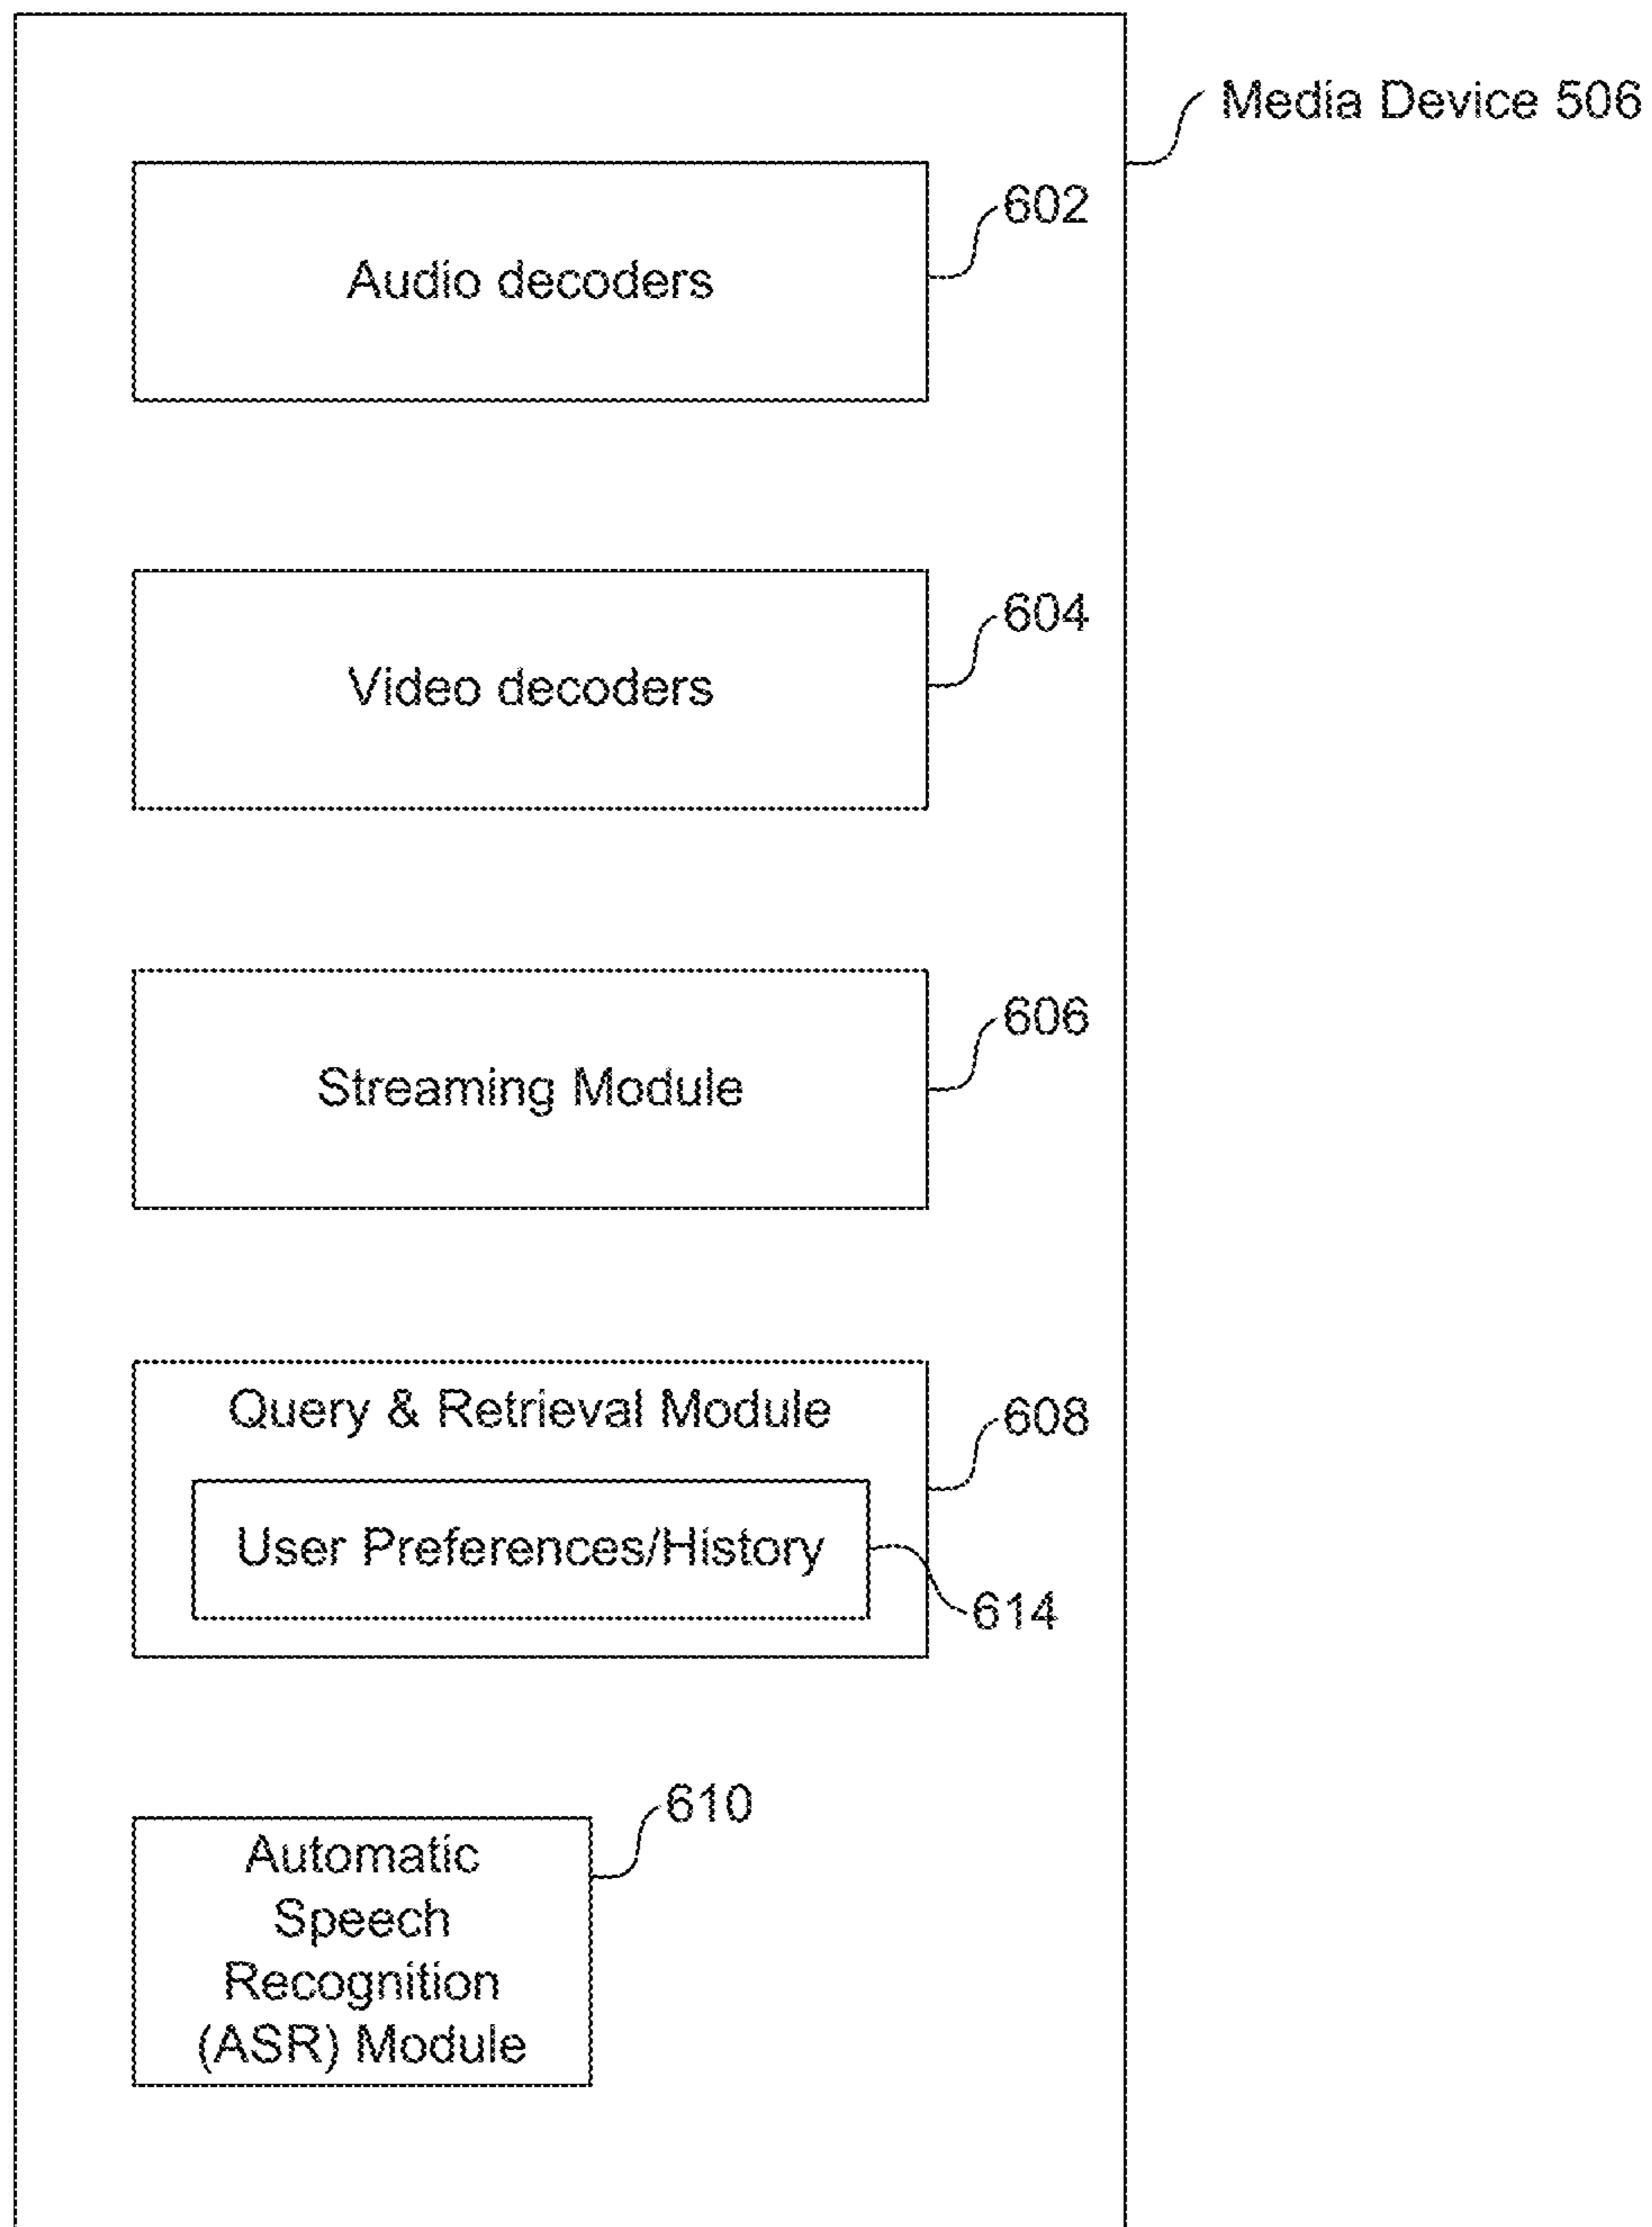 Media Device 506
602
Audio decoders
604
Video decoders
606
Streaming Module
Query & Retrieval Module
608
User Preferences/History
614
610
Automatic
Speech
Recognition
(ASR) Module